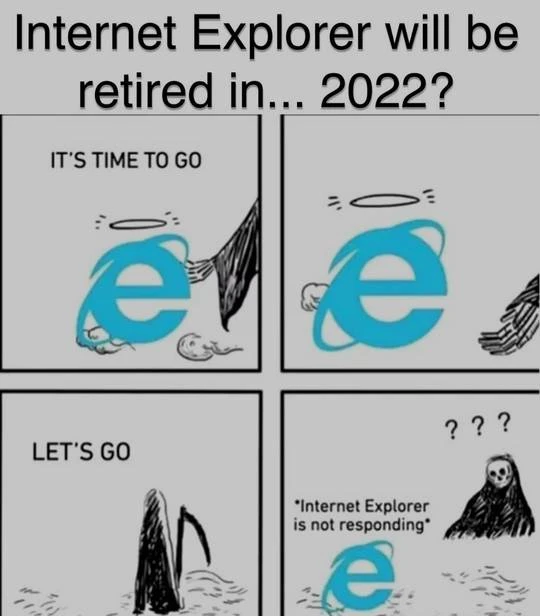 Internet Explorer will be
retired in... 2022?
IT'S TIME TO GO
LET'S GO
? ? ?
"Internet Explorer
is not responding"